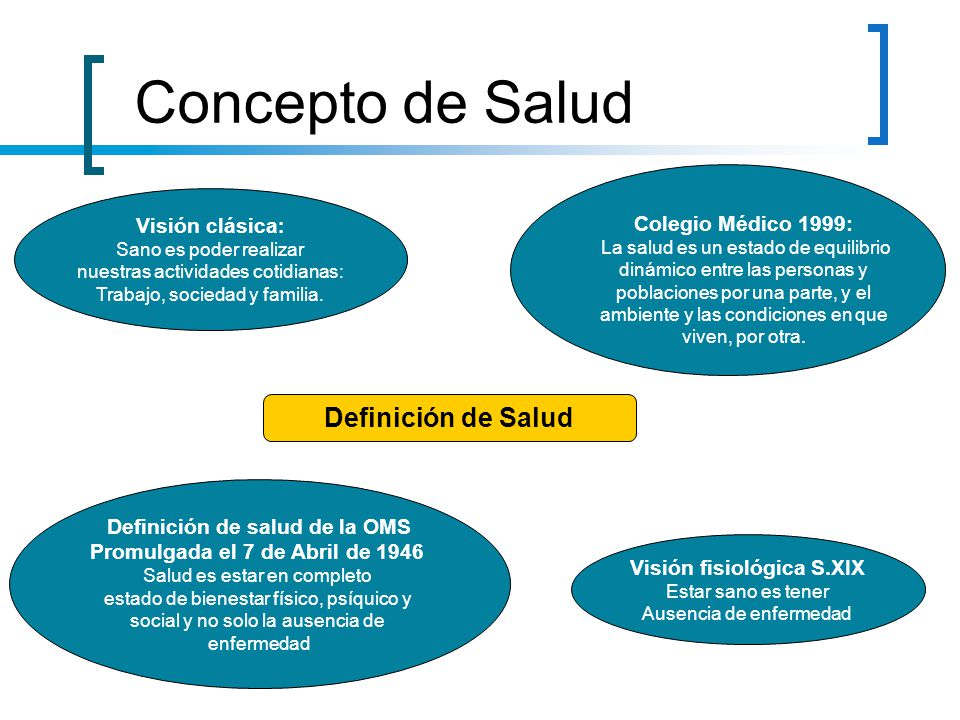 Concepto de Salud
Visión clásica:
Sano es poder realizar
nuestras actividades cotidianas:
Trabajo, sociedad y familia.
Colegio Médico 1999:
La salud es un estado de equilibrio
dinámico entre las personas y
poblaciones por una parte, y el
ambiente y las condiciones en que
viven, por otra.
Definición de Salud
Definición de salud de la OMS
Promulgada el 7 de Abril de 1946
Salud es estar en completo
estado de bienestar físico, psíquico y
social y no solo la ausencia de
enfermedad
Visión fisiológica S.XIX
Estar sano es tener
Ausencia de enfermedad